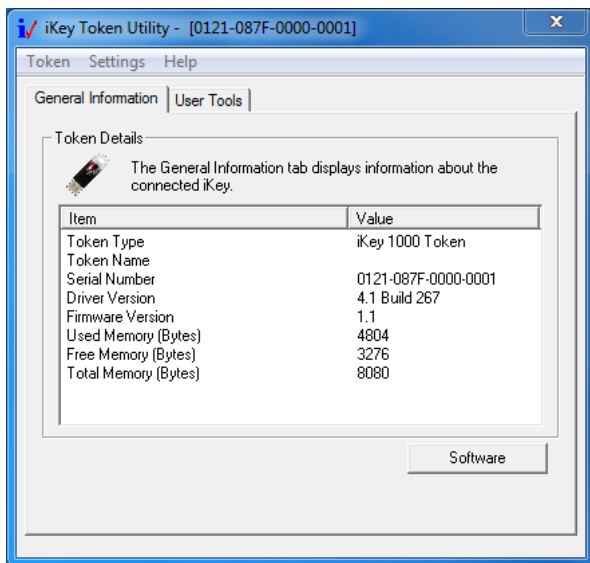 iKey Token Utility - [0121-087F-0000-0001]
Token Settings Help
General Information User Tools
Token Details
The General Information tab displays information about the
connected iKey.
Item Value
Token Type iKey 1000 Token
Token Name
Serial Number 0121-087F-0000-0001
Driver Version 4.1 Build 267
Firmware Version 1.1
Used Memory (Bytes) 4804
Free Memory (Bytes) 3276
Total Memory (Bytes) 8080
Software